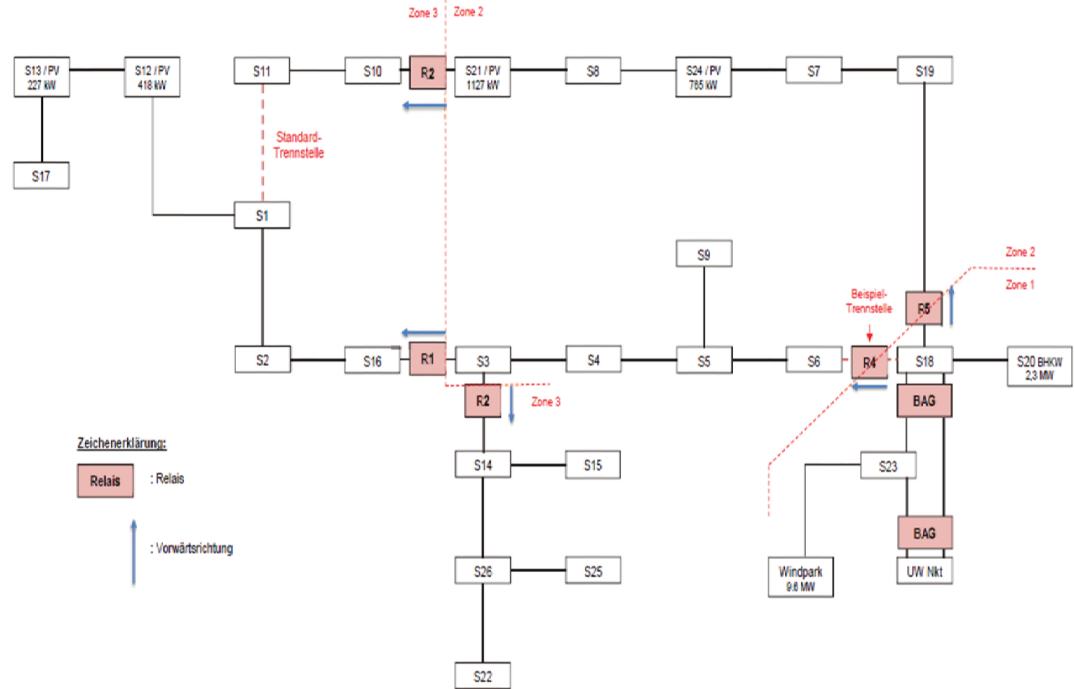 Zone 3
Zone 2
S13 / PV
227 kW
S12 / PV
418 kW
S11
S10
R2
S21 / PV
1127 kW
S8
S24 / PV
765 kW
S7
S19
Standard-
Trennstelle
S17
S1
S9
Zone 2
Zone 1
Beispiel-
Trennstelle
R5
S2
S16
R1
S3
S4
S5
S6
R4
S18
S20 BHKW
2,3 MW
R2
Zone 3
BAG
Zeichenerklärung:
Relais
: Relais
S14
S15
S23
: Vorwärtsrichtung
BAG
S26
S25
Windpark
9.6 MW
UW Nkt
S22